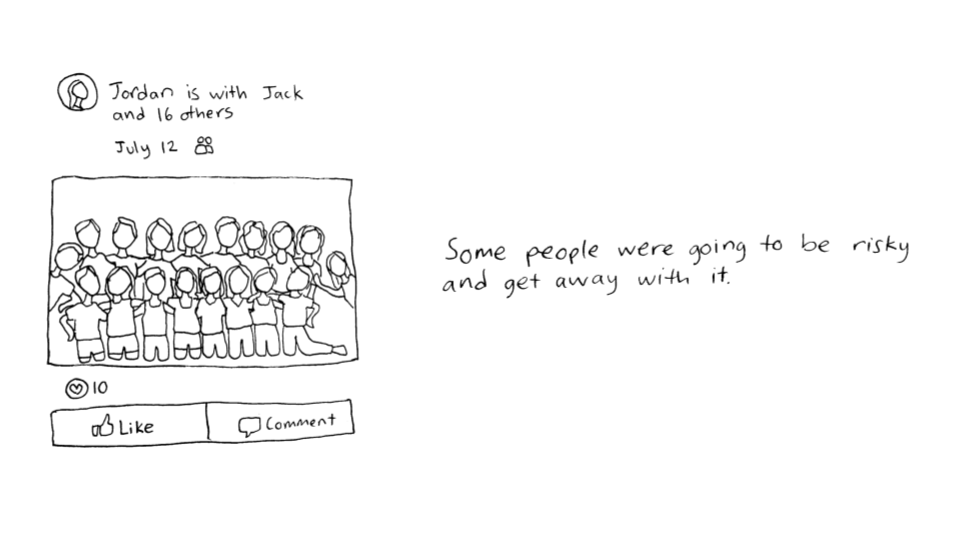 Jordan is with Jack
and 16 others
July 12
10
Like
Comment
Some people were going to be risky
and get away with it.